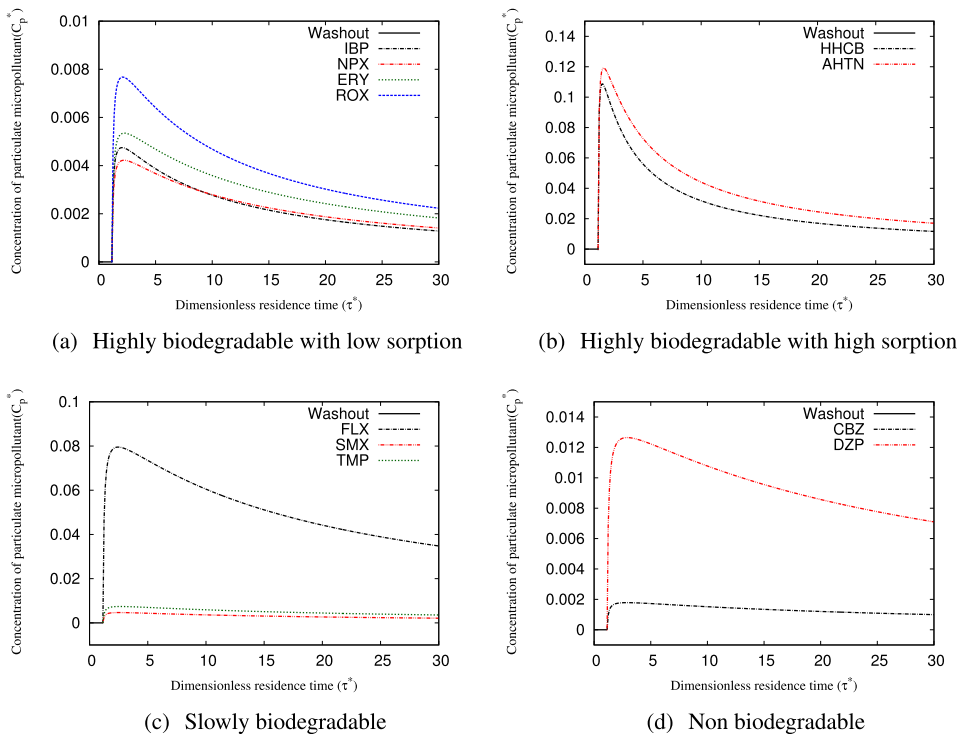 Concentration of particulate micropollutant(Cp*)
0.01
0.008
0.006
0.004
0.002
0
0 5 10 15 20 25 30
Washout
IBP
NPX
ERY
ROX
Dimensionless residence time (τ*)
(a) Highly biodegradable with low sorption
Concentration of particulate micropollutant(Cp*)
0.14
0.12
0.1
0.08
0.06
0.04
0.02
0
0 5 10 15 20 25 30
Washout
HHCB
AHTN
Dimensionless residence time (τ*)
(b) Highly biodegradable with high sorption
Concentration of particulate micropollutant(Cp*)
0.1
0.08
0.06
0.04
0.02
0
0 5 10 15 20 25 30
Washout
FLX
SMX
TMP
Dimensionless residence time (τ*)
(c) Slowly biodegradable
Concentration of particulate micropollutant(Cp*)
0.014
0.012
0.01
0.008
0.006
0.004
0.002
0
0 5 10 15 20 25 30
Washout
CBZ
DZP
Dimensionless residence time (τ*)
(d) Non biodegradable